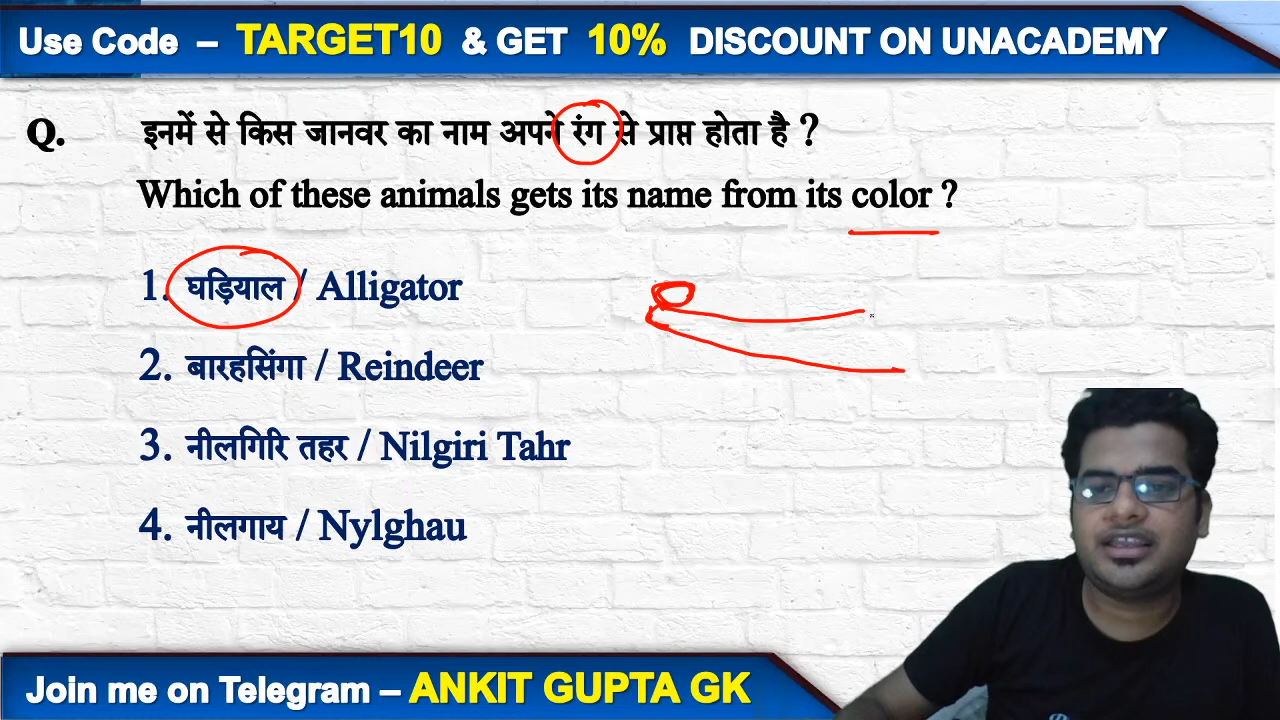 Use Code – TARGET10 & GET 10% DISCOUNT ON UNACADEMY
Q. इनमें से किस जानवर का नाम अपने रंग से प्राप्त होता है ?
Which of these animals gets its name from its color ?
1. घड़ियाल / Alligator
2. बारहसिंगा / Reindeer
3. नीलगिरि तहर / Nilgiri Tahr
4. नीलगाय / Nylghau
Join me on Telegram – ANKIT GUPTA GK